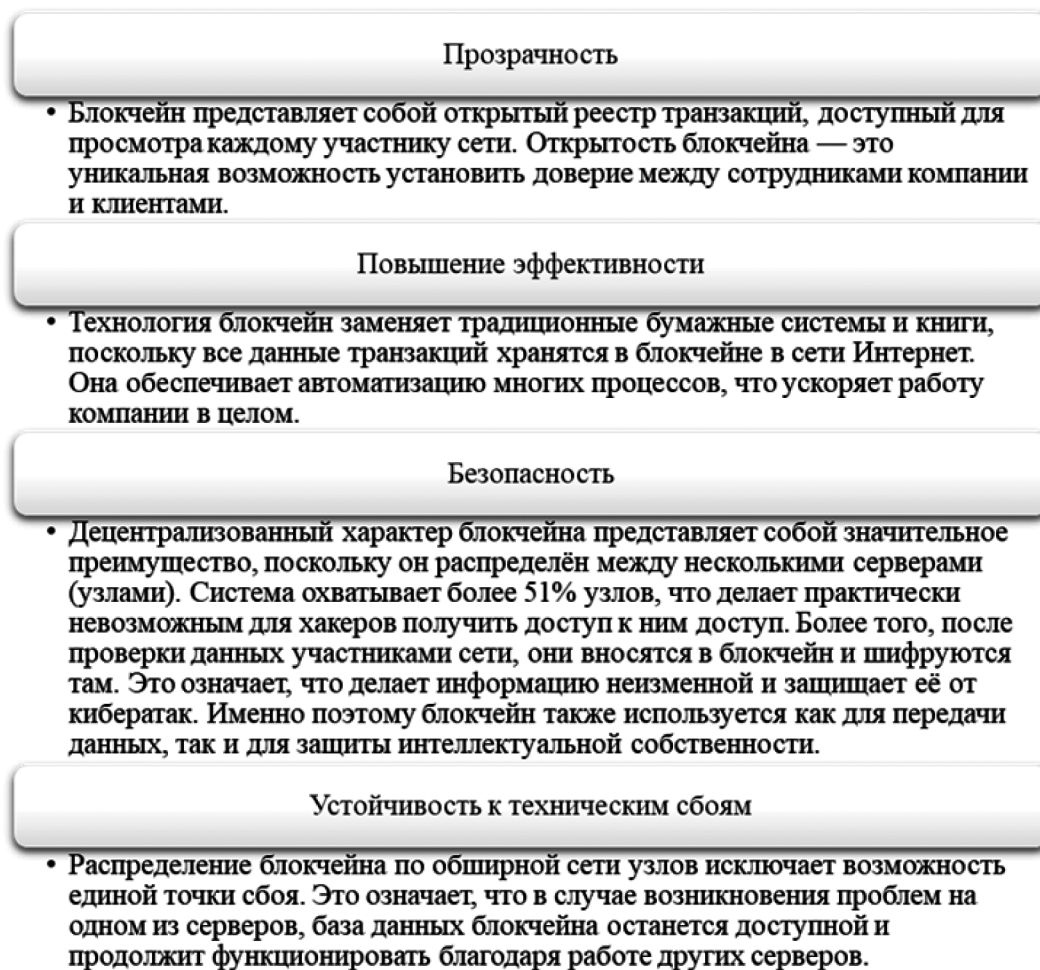 Прозрачность
• Блокчейн представляет собой открытый реестр транзакций, доступный для
просмотра каждому участнику сети. Открытость блокчейна — это
уникальная возможность установить доверие между сотрудниками компании
и клиентами.
Повышение эффективности
• Технология блокчейн заменяет традиционные бумажные системы и книги,
поскольку все данные транзакций хранятся в блокчейне в сети Интернет.
Она обеспечивает автоматизацию многих процессов, что ускоряет работу
компании в целом.
Безопасность
• Децентрализованный характер блокчейна представляет собой значительное
преимущество, поскольку он распределён между несколькими серверами
(узлами). Система охватывает более 51% узлов, что делает практически
невозможным для хакеров получить доступ к ним доступ. Более того, после
проверки данных участниками сети, они вносятся в блокчейн и шифруются
там. Это означает, что делает информацию неизменной и защищает её от
кибератак. Именно поэтому блокчейн также используется как для передачи
данных, так и для защиты интеллектуальной собственности.
Устойчивость к техническим сбоям
• Распределение блокчейна по обширной сети узлов исключает возможность
единой точки сбоя. Это означает, что в случае возникновения проблем на
одном из серверов, база данных блокчейна останется доступной и
продолжит функционировать благодаря работе других серверов.